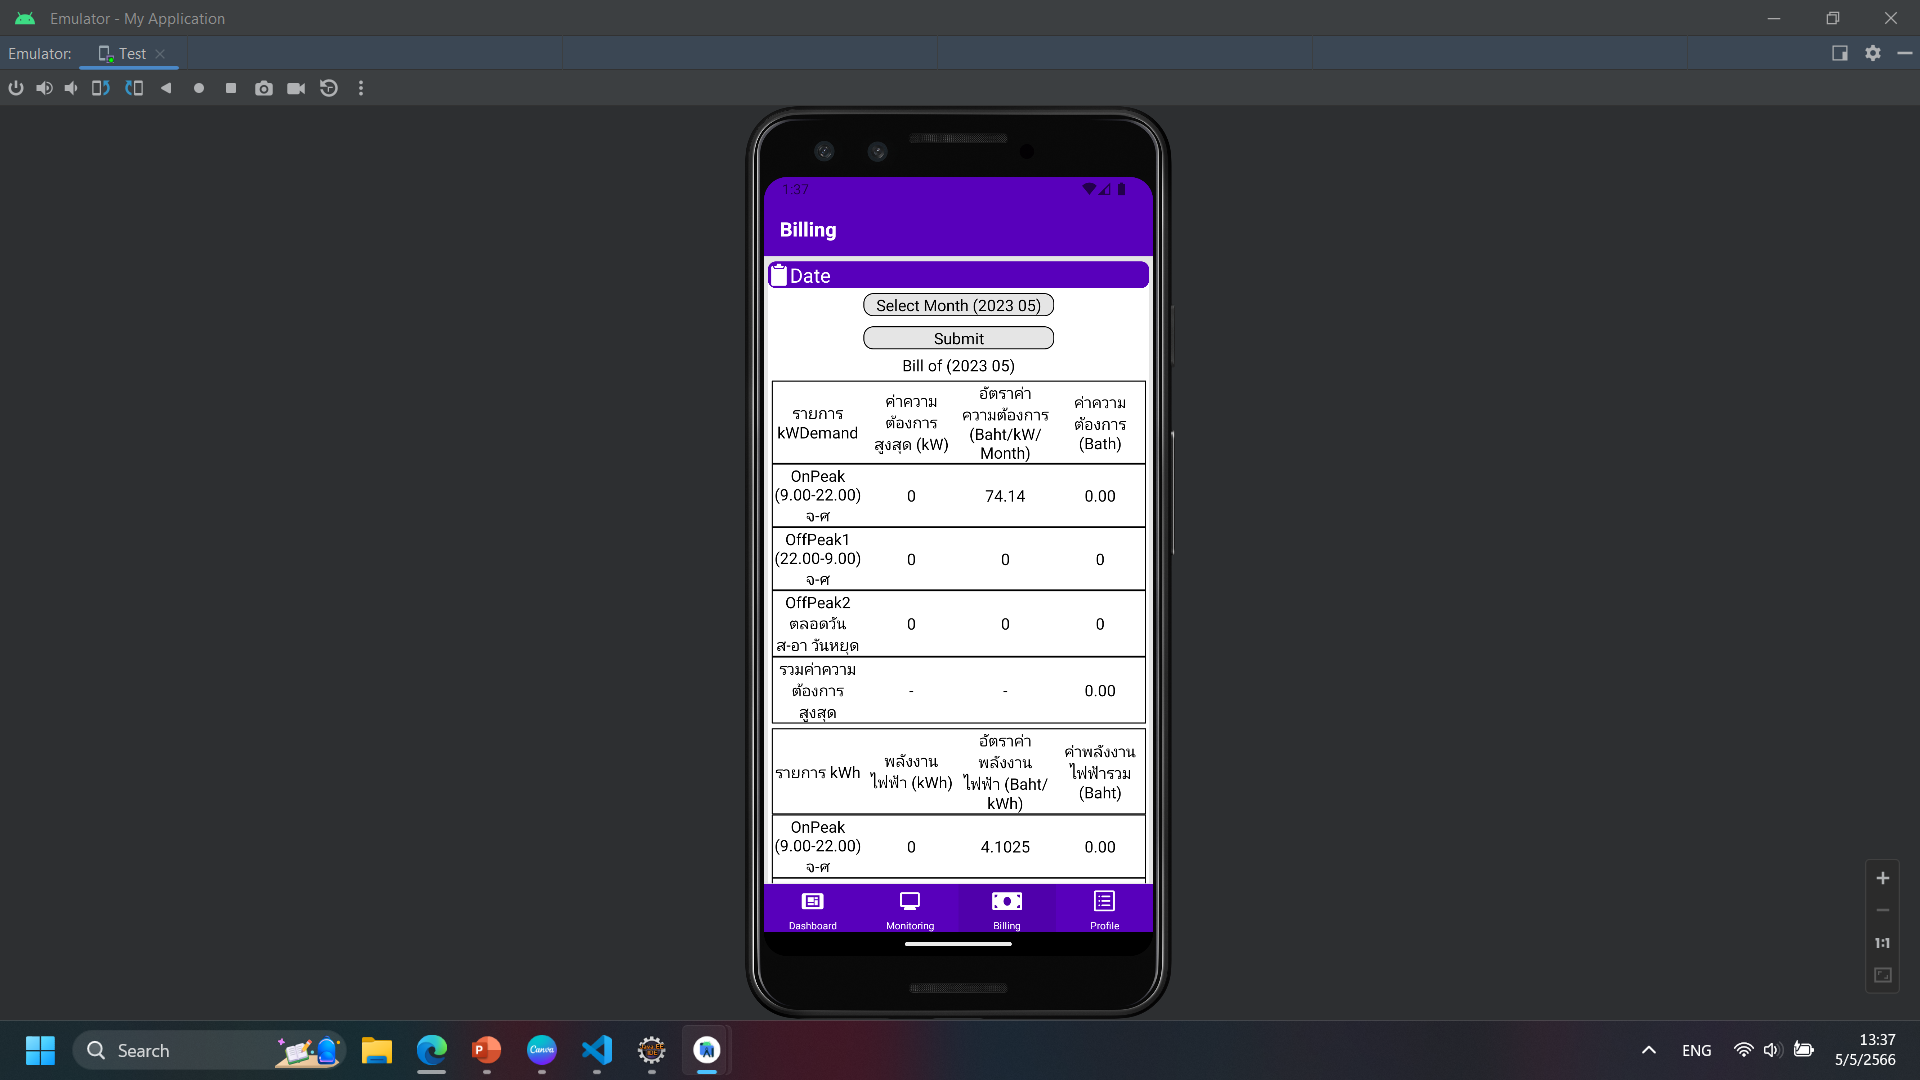 Emulator - My Application
Emulator:
Test
1:37
Billing
Date
Select Month (2023 05)
Submit
Bill of (2023 05)
รายการ
kWDemand
ค่าความ
ต้องการ
สูงสุด (kW)
อัตราค่า
ความต้องการ
(Baht/kW/
Month)
ค่าความ
ต้องการ
(Bath)
OnPeak
(9.00-22.00)
จ-ศ
0
74.14
0.00
OffPeak1
(22.00-9.00)
จ-ศ
0
0
0
OffPeak2
ตลอดวัน
ส-อา วันหยุด
0
0
0
รวมค่าความ
ต้องการ
สูงสุด
-
-
0.00
รายการ kWh
พลังงาน
ไฟฟ้า (kWh)
อัตราค่า
พลังงาน
ไฟฟ้า (Baht/
kWh)
ค่าพลังงาน
ไฟฟ้ารวม
(Baht)
OnPeak
(9.00-22.00)
จ-ศ
0
4.1025
0.00
Dashboard
Monitoring
Billing
Profile
1:1
Search
Canva
ENG
13:37
5/5/2566